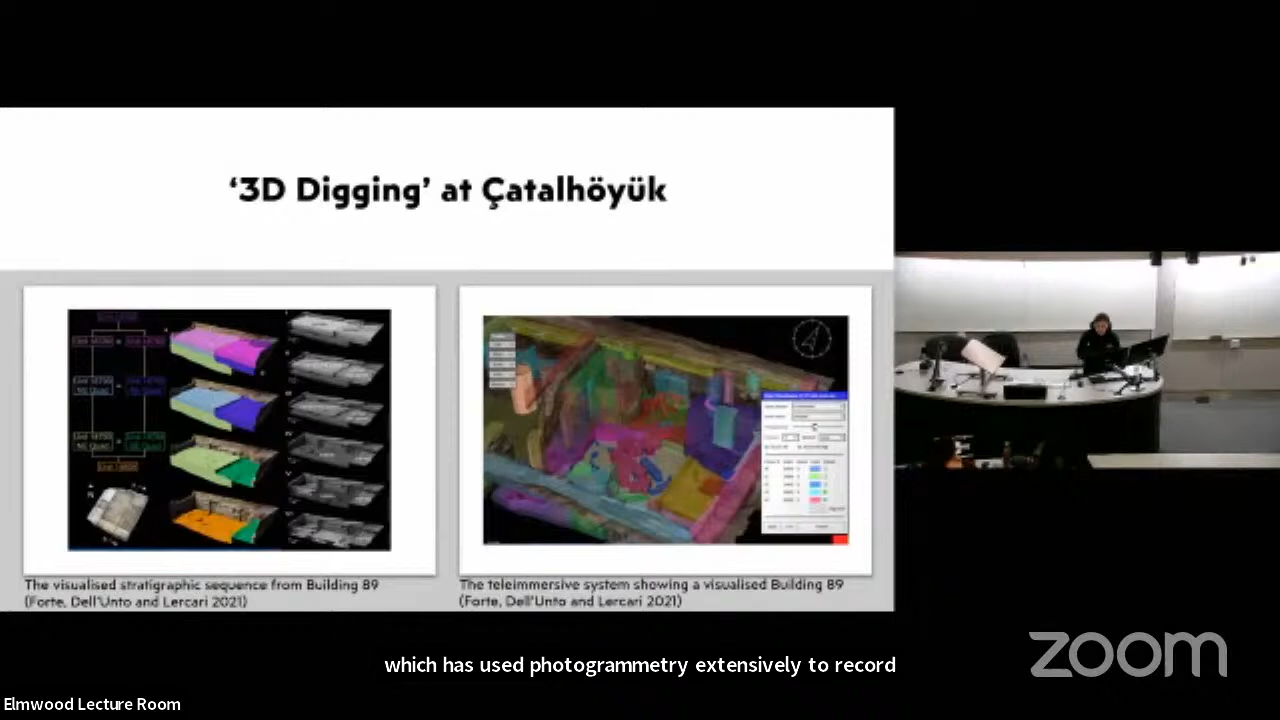 ‘3D Digging’ at Çatalhöyük
The visualised stratigraphic sequence from Building 89
(Forte, Dell'Unto and Lercari 2021)
The teleimmersive system showing a visualised Building 89
(Forte, Dell'Unto and Lercari 2021)
which has used photogrammetry extensively to record
zoom
Elmwood Lecture Room